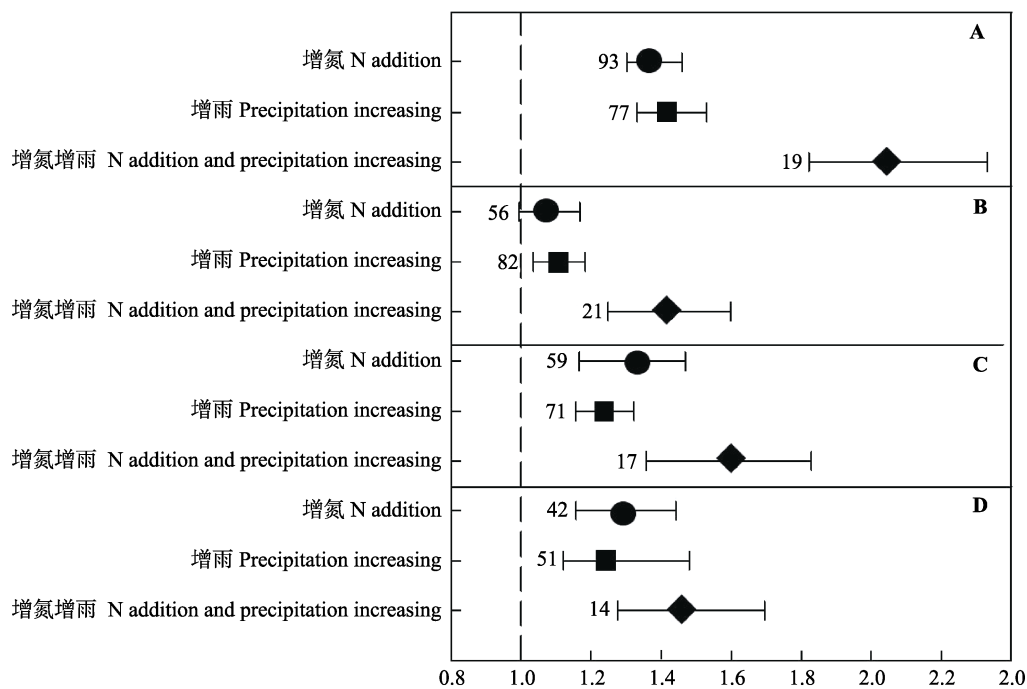 A
增氮 N addition 93
增雨 Precipitation increasing 77
增氮增雨 N addition and precipitation increasing 19
增氮 N addition 56 B
增雨 Precipitation increasing 82
增氮增雨 N addition and precipitation increasing 21
增氮 N addition 59 C
增雨 Precipitation increasing 71
增氮增雨 N addition and precipitation increasing 17
增氮 N addition 42 D
增雨 Precipitation increasing 51
增氮增雨 N addition and precipitation increasing 14
0.8 1.0 1.2 1.4 1.6 1.8 2.0 2.2 2.0